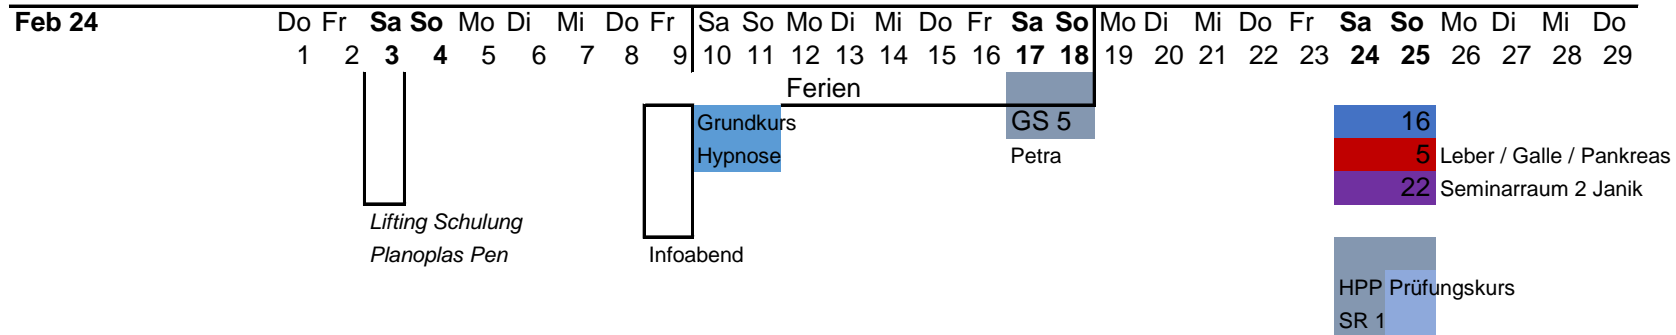 Feb 24 Do Fr Sa So Mo Di Mi Do Fr Sa So Mo Di Mi Do Fr Sa So Mo Di Mi Do Fr Sa So Mo Di Mi Do
1 2 3 4 5 6 7 8 9 10 11 12 13 14 15 16 17 18 19 20 21 22 23 24 25 26 27 28 29
Ferien
Grundkurs GS 5 16
Hypnose Petra 5 Leber / Galle / Pankreas
22 Seminarraum 2 Janik
Lifting Schulung
Planoplas Pen Infoabend
HPP Prüfungskurs
SR 1